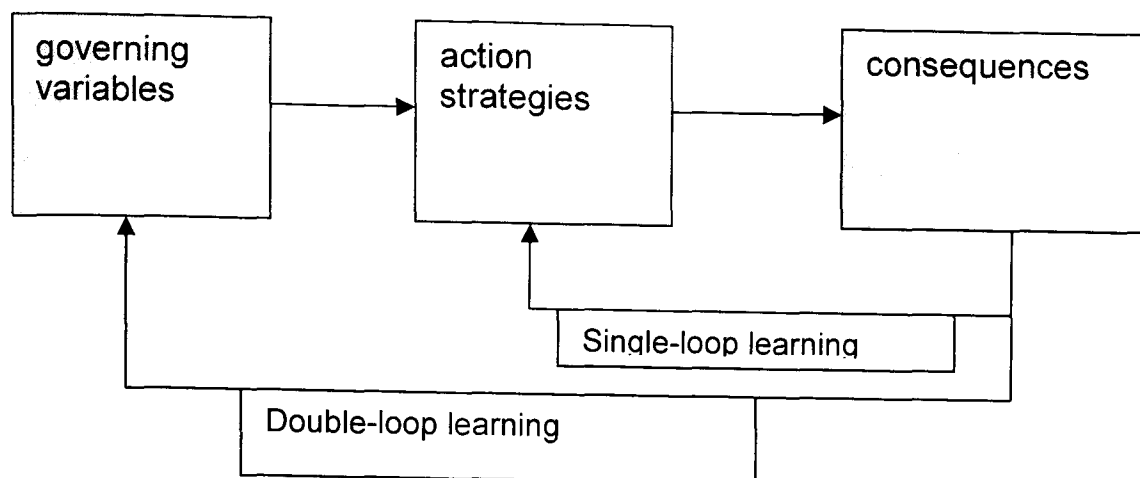 governing
variables
action
strategies
consequences
Single-loop learning
Double-loop learning